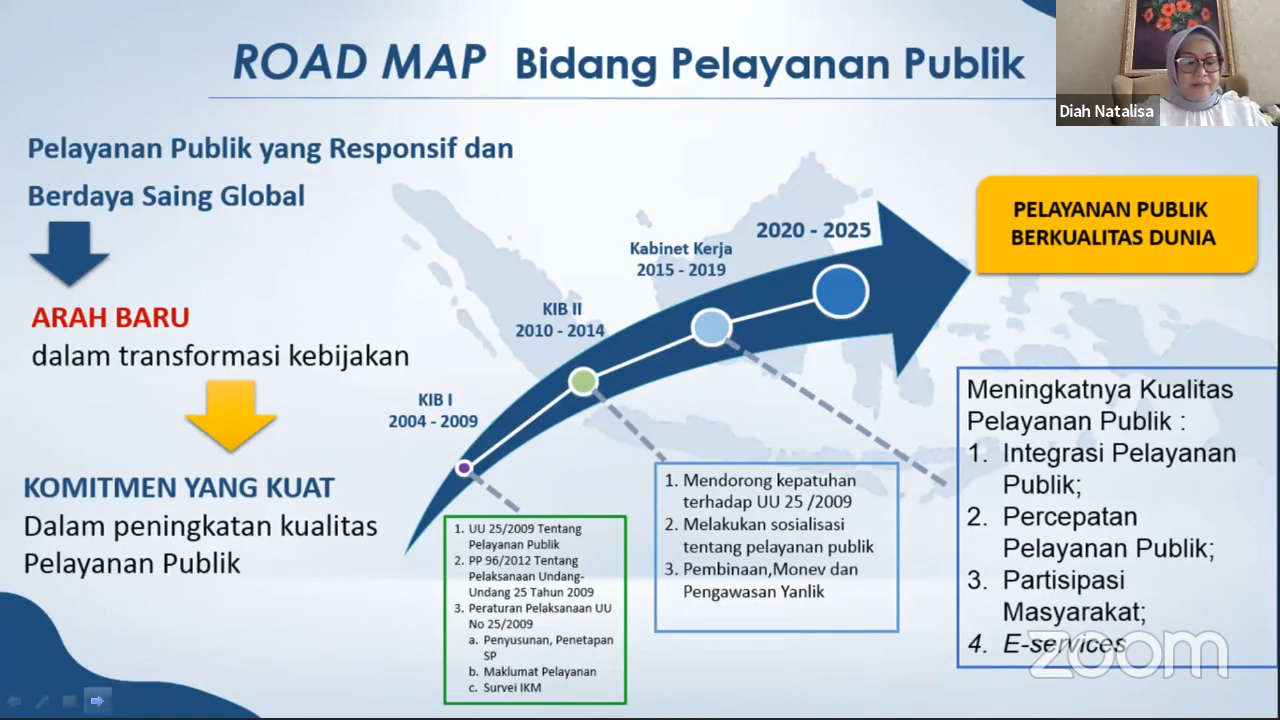 ROAD MAP Bidang Pelayanan Publik
Diah Natalisa
Pelayanan Publik yang Responsif dan
Berdaya Saing Global
ARAH BARU
dalam transformasi kebijakan
KOMITMEN YANG KUAT
Dalam peningkatan kualitas
Pelayanan Publik
KIB I
2004 - 2009
KIB II
2010 - 2014
Kabinet Kerja
2015 - 2019
2020 - 2025
PELAYANAN PUBLIK
BERKUALITAS DUNIA
1. UU 25/2009 Tentang
Pelayanan Publik
2. PP 96/2012 Tentang
Pelaksanaan Undang-
Undang 25 Tahun 2009
3. Peraturan Pelaksanaan UU
No 25/2009
a. Penyusunan, Penetapan
SP
b. Maklumat Pelayanan
c. Survei IKM
1. Mendorong kepatuhan
terhadap UU 25 /2009
2. Melakukan sosialisasi
tentang pelayanan publik
3. Pembinaan,Monev dan
Pengawasan Yanlik
Meningkatnya Kualitas
Pelayanan Publik :
1. Integrasi Pelayanan
Publik;
2. Percepatan
Pelayanan Publik;
3. Partisipasi
Masyarakat;
4. E-services
zoom